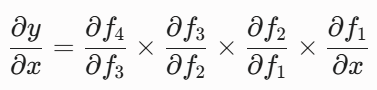 ∂y/∂x = ∂f₄/∂f₃ × ∂f₃/∂f₂ × ∂f₂/∂f₁ × ∂f₁/∂x